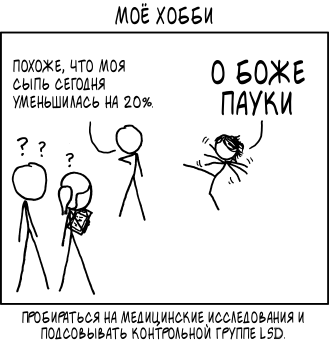 МОЁ ХОББИ
ПОХОЖЕ, ЧТО МОЯ
СЫПЬ СЕГОДНЯ
УМЕНЬШИЛАСЬ НА 20%.
О БОЖЕ
ПАУКИ
? ?
?
ПРОБИРАТЬСЯ НА МЕДИЦИНСКИЕ ИССЛЕДОВАНИЯ И
ПОДСОВЫВАТЬ КОНТРОЛЬНОЙ ГРУППЕ LSD.